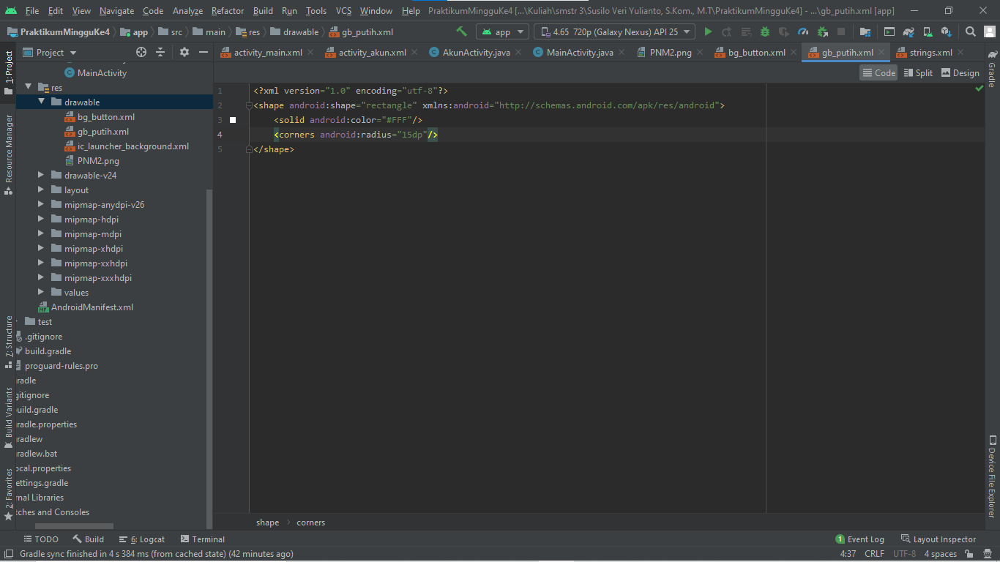 File Edit View Navigate Code Analyze Refactor Build Run Tools VCS Window Help PraktikumMingguKe4 [...\Kuliah\smstr 3\Susilo Veri Yulianto, S.Kom., M.T\PraktikumMingguKe4] - ...\gb_putih.xml [app]
PraktikumMingguKe4 app src main res drawable gb_putih.xml app 4.65 720p (Galaxy Nexus) API 25
Project activity_main.xml activity_akun.xml AkunActivity.java MainActivity.java PNM2.png bg_button.xml gb_putih.xml strings.xml
Code Split Design
1: Project
Resource Manager
7: Structure
Build Variants
2: Favorites
MainActivity
res
drawable
bg_button.xml
gb_putih.xml
ic_launcher_background.xml
PNM2.png
drawable-v24
layout
mipmap-anydpi-v26
mipmap-hdpi
mipmap-mdpi
mipmap-xhdpi
mipmap-xxhdpi
mipmap-xxxhdpi
values
AndroidManifest.xml
test
.gitignore
build.gradle
proguard-rules.pro
radle
gitignore
uild.gradle
radle.properties
radlew
radlew.bat
ocal.properties
ettings.gradle
rnal Libraries
tches and Consoles
1 <?xml version="1.0" encoding="utf-8"?>
2 <shape android:shape="rectangle" xmlns:android="http://schemas.android.com/apk/res/android">
3 <solid android:color="#FFF"/>
4 <corners android:radius="15dp"/>
5 </shape>
shape corners
Gradle
Device File Explorer
TODO Build 6: Logcat Terminal 1 Event Log Layout Inspector
Gradle sync finished in 4 s 384 ms (from cached state) (42 minutes ago) 4:37 CRLF UTF-8 4 spaces